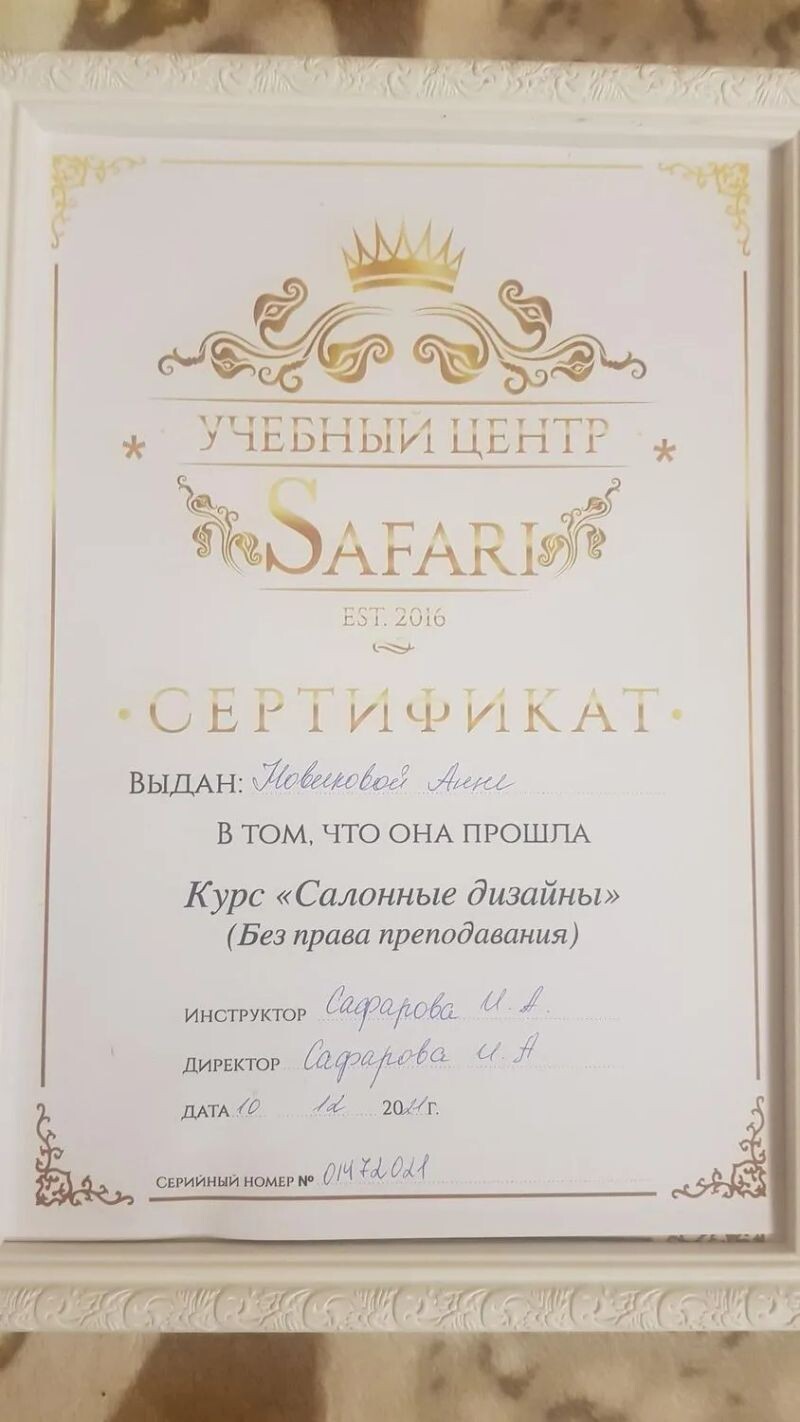 УЧЕБНЫЙ ЦЕНТР
SAFARI
EST. 2016
СЕРТИФИКАТ
ВЫДАН: Новиковой Анне
В ТОМ, ЧТО ОНА ПРОШЛА
Курс «Салонные дизайны»
(Без права преподавания)
ИНСТРУКТОР Сафарова И. А.
ДИРЕКТОР Сафарова И. А
ДАТА 10 12 2021г.
СЕРИЙНЫЙ НОМЕР № 01472021